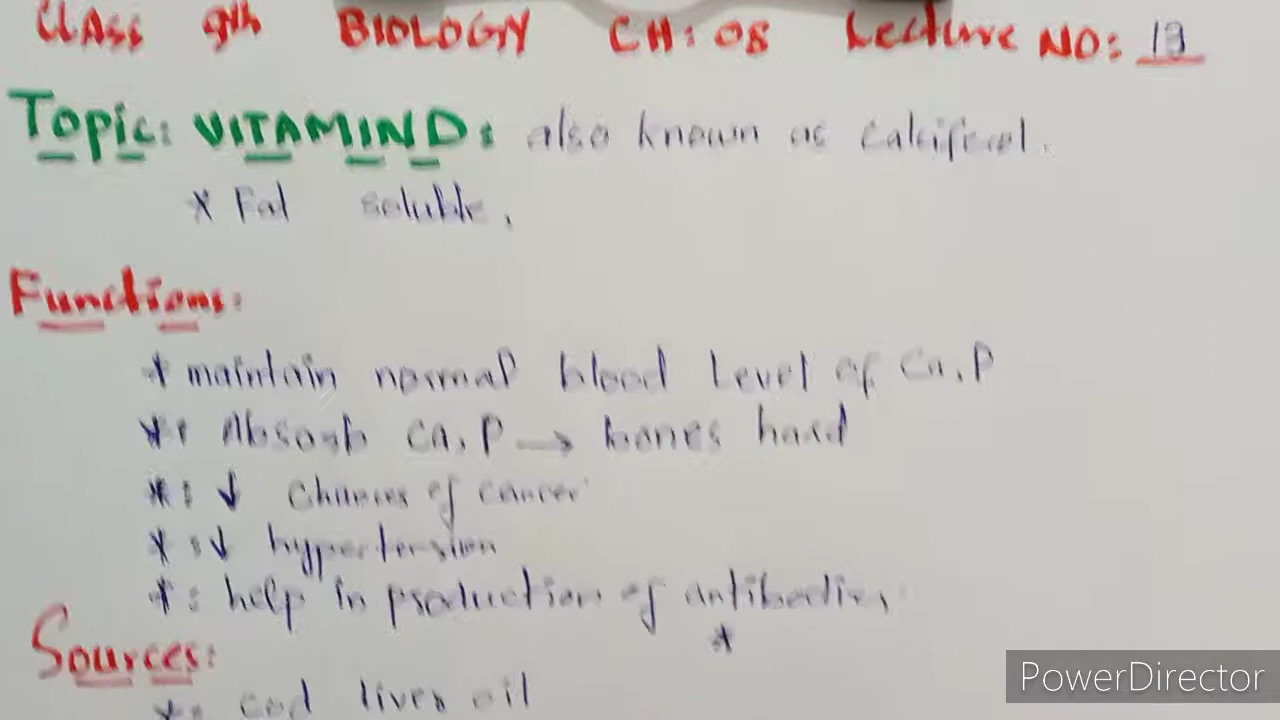 CLASS 9th BIOLOGY CH: 08 Lecture NO: 13
Topic: VITAMIN D: also known as calciferol.
* Fat soluble.
Functions:
* maintain normal blood level of Ca, P
*: Absorb Ca, P → bones hard
*: ↓ chances of cancer
*: ↓ hypertension
*: help in production of antibodies
*
Sources:
*: cod liver oil
PowerDirector